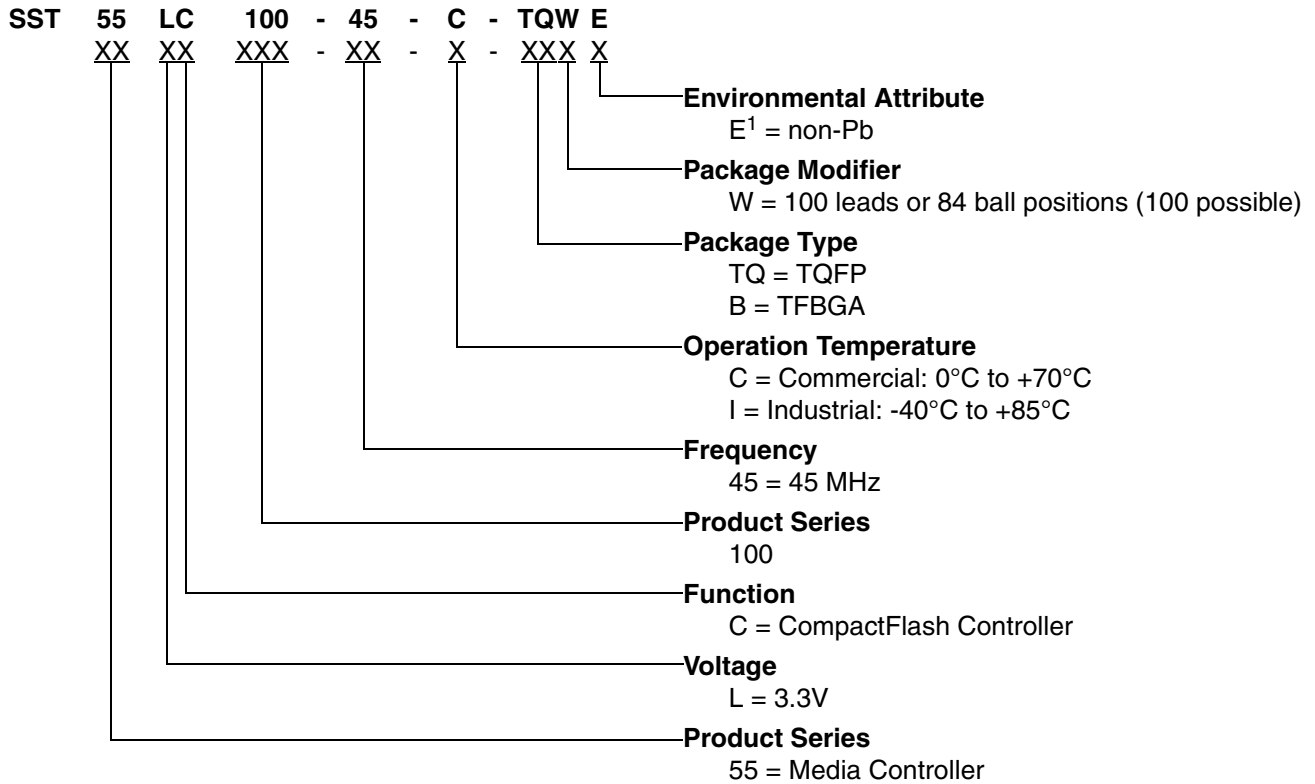 SST 55 LC 100 - 45 - C - TQW E
XX XX XXX - XX - X - XXX X
Environmental Attribute
E1 = non-Pb
Package Modifier
W = 100 leads or 84 ball positions (100 possible)
Package Type
TQ = TQFP
B = TFBGA
Operation Temperature
C = Commercial: 0°C to +70°C
I = Industrial: -40°C to +85°C
Frequency
45 = 45 MHz
Product Series
100
Function
C = CompactFlash Controller
Voltage
L = 3.3V
Product Series
55 = Media Controller